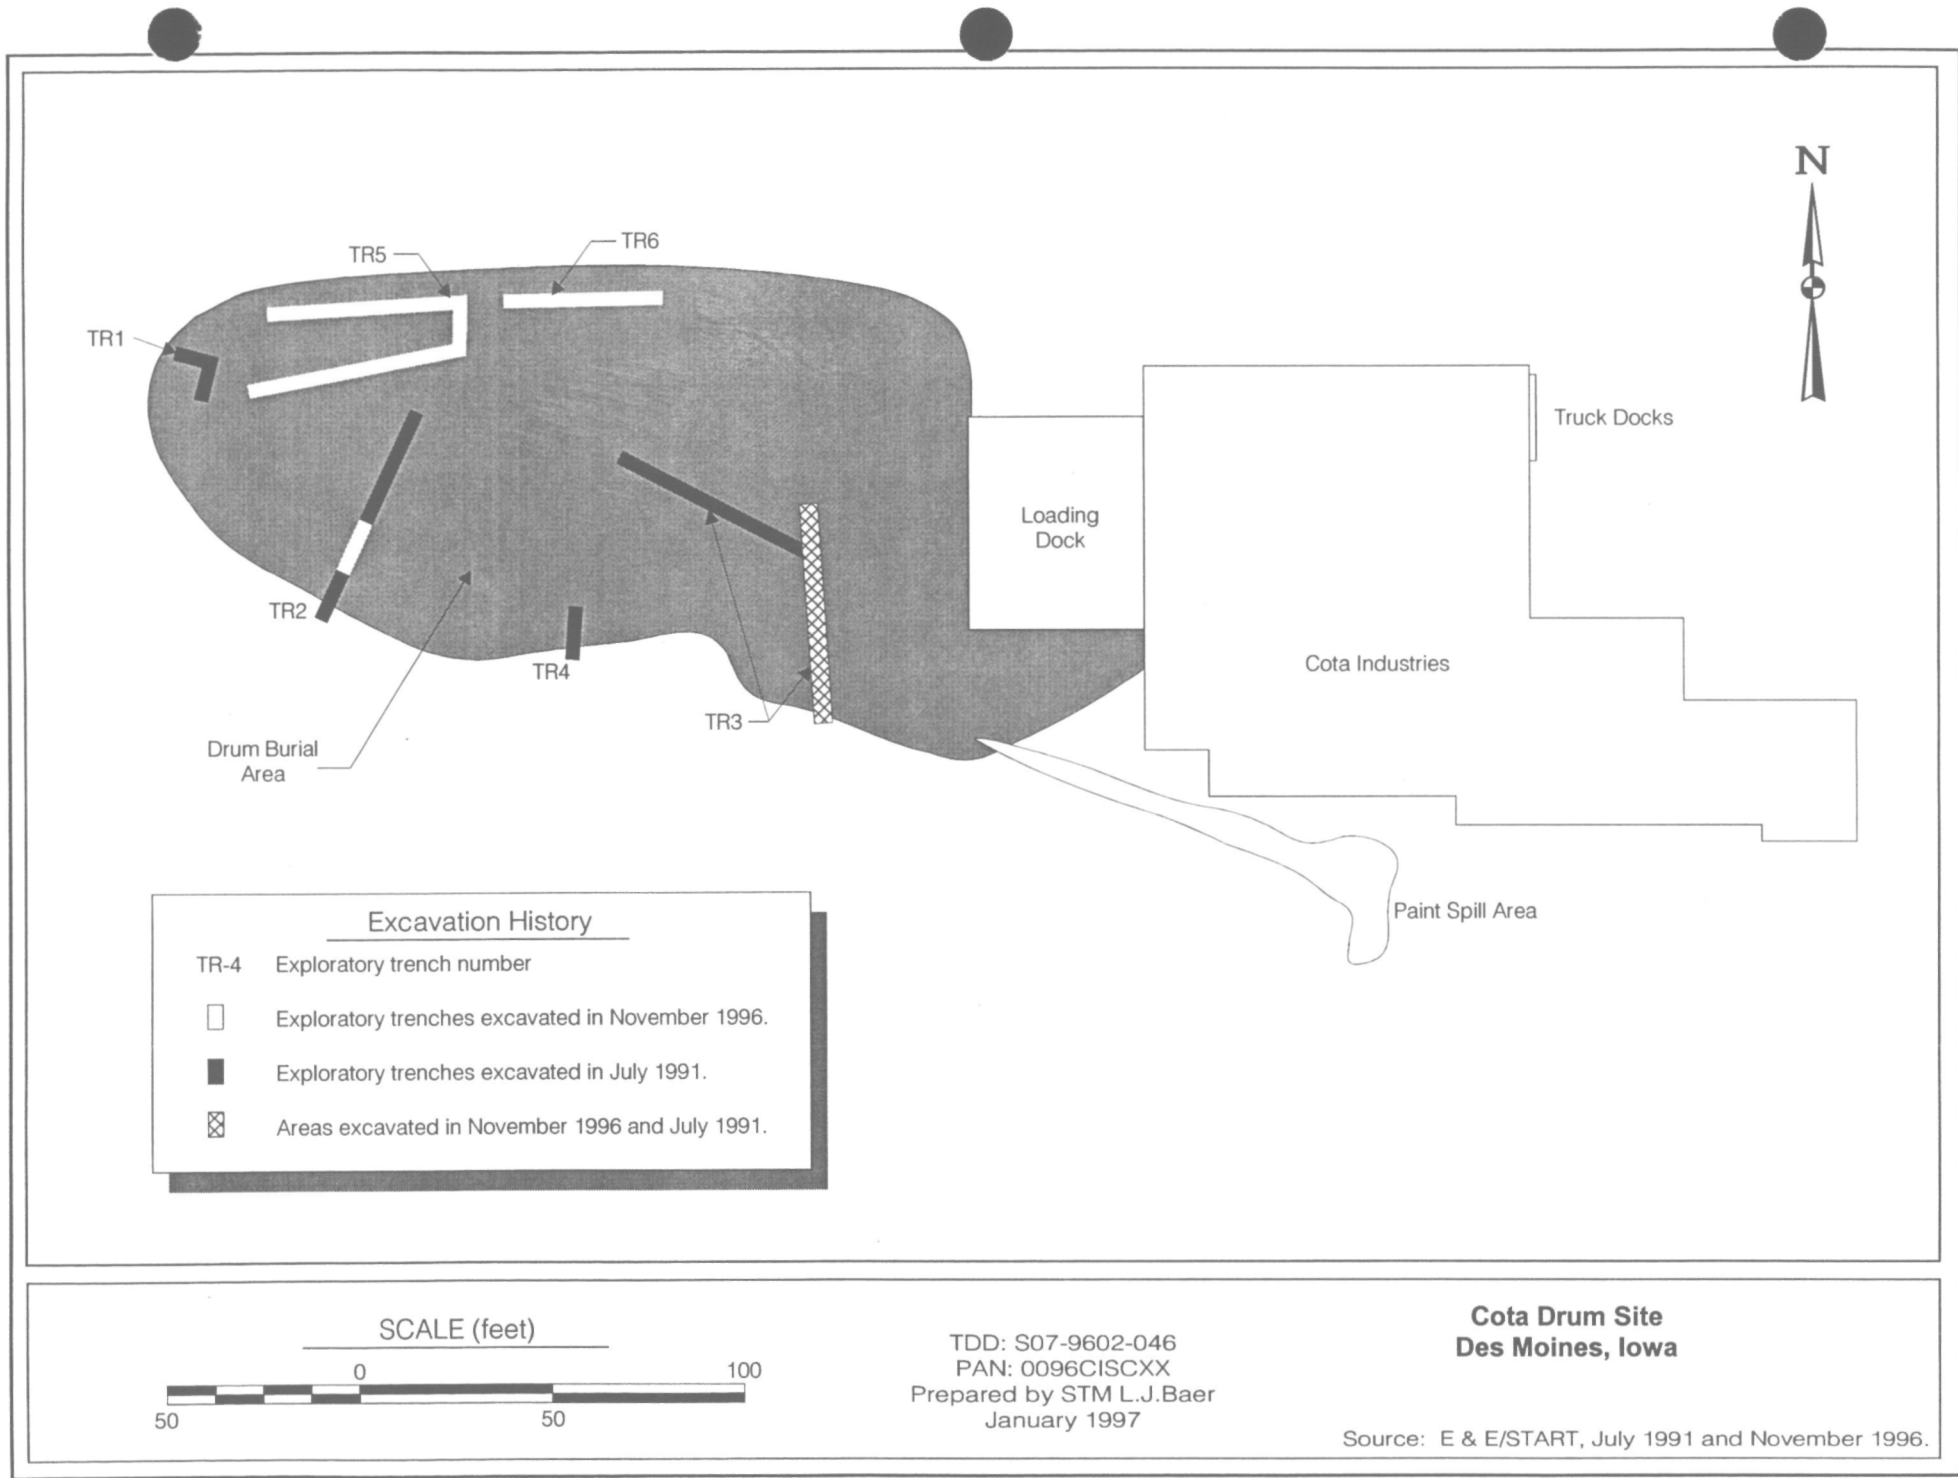 N
TR5
TR6
TR1
Truck Docks
Loading
Dock
Cota Industries
TR2
TR4
TR3
Drum Burial
Area
Paint Spill Area
Excavation History
TR-4 Exploratory trench number
Exploratory trenches excavated in November 1996.
Exploratory trenches excavated in July 1991.
Areas excavated in November 1996 and July 1991.
SCALE (feet)
0 100
50 50
TDD: S07-9602-046
PAN: 0096CISCXX
Prepared by STM L.J.Baer
January 1997
Cota Drum Site
Des Moines, Iowa
Source: E & E/START, July 1991 and November 1996.